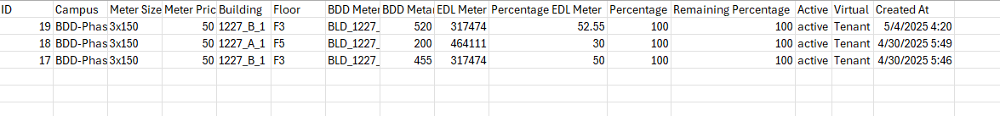 ID Campus Meter Size Meter Pric Building Floor BDD Meter BDD Metar EDL Meter Percentage EDL Meter Percentage Remaining Percentage Active Virtual Created At
19 BDD-Phas 3x150 50 1227_B_1 F3 BLD_1227_ 520 317474 52.55 100 100 active Tenant 5/4/2025 4:20
18 BDD-Phas 3x150 50 1227_A_1 F5 BLD_1227_ 200 464111 30 100 100 active Tenant 4/30/2025 5:49
17 BDD-Phas 3x150 50 1227_B_1 F3 BLD_1227_ 455 317474 50 100 100 active Tenant 4/30/2025 5:46